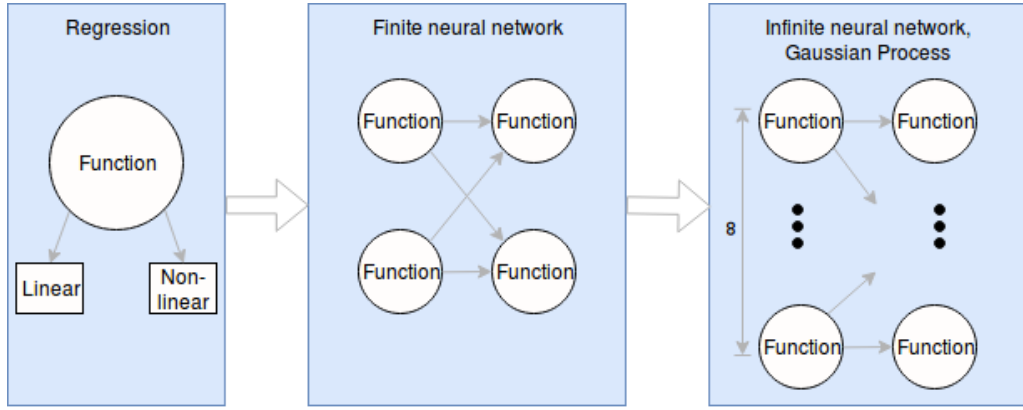 Regression
Function
Linear
Non-
linear
Finite neural network
Function
Function
Function
Function
Infinite neural network,
Gaussian Process
Function
Function
8
Function
Function